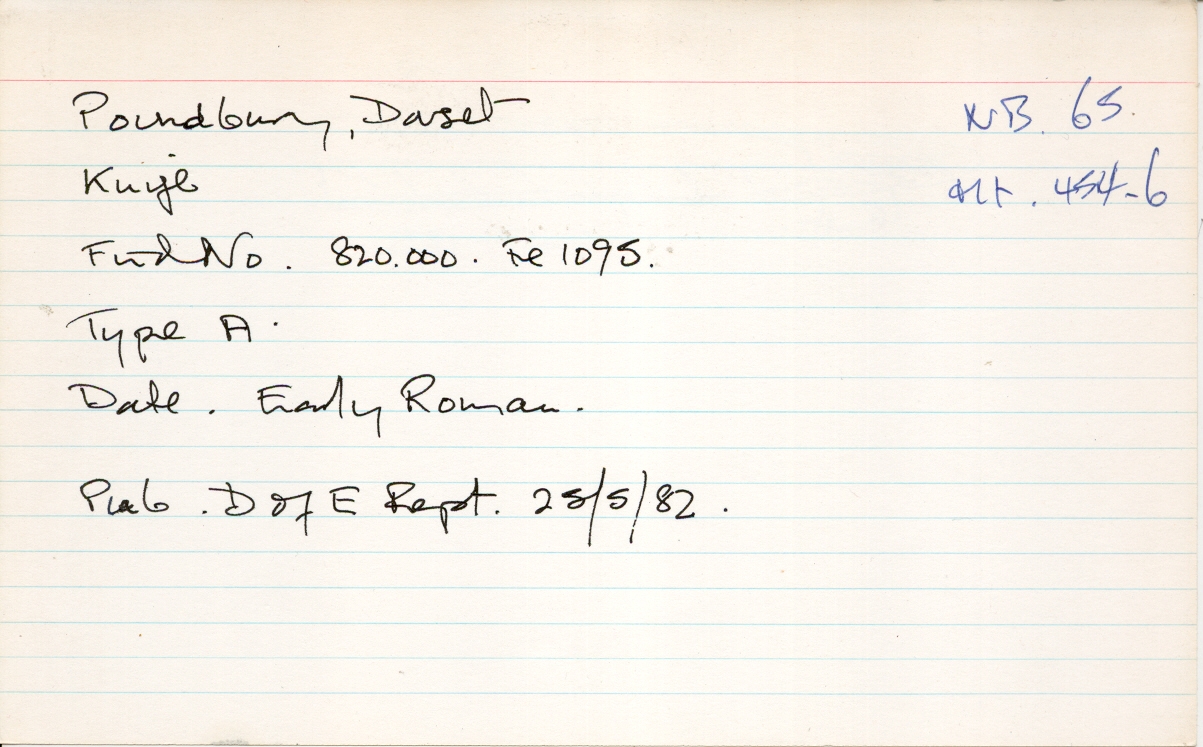 Poundbury, Dorset
NB. 65.
Knife
Alt. 454-6
Find No. 820.000. Fe 1095.
Type A.
Date. Early Roman.
Pub. D of E Rept. 25/5/82.